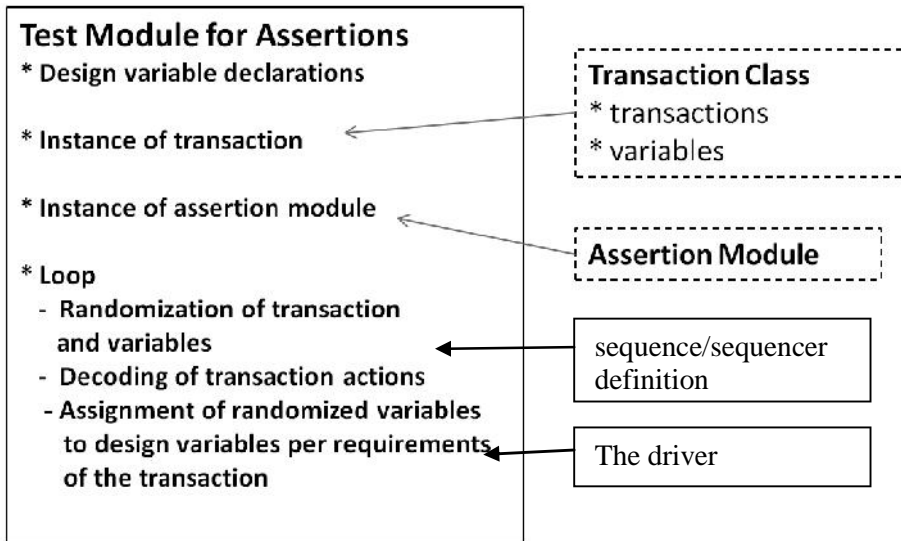 Test Module for Assertions
* Design variable declarations
* Instance of transaction
* Instance of assertion module
* Loop
- Randomization of transaction
and variables
- Decoding of transaction actions
- Assignment of randomized variables
to design variables per requirements
of the transaction
Transaction Class
* transactions
* variables
Assertion Module
sequence/sequencer
definition
The driver